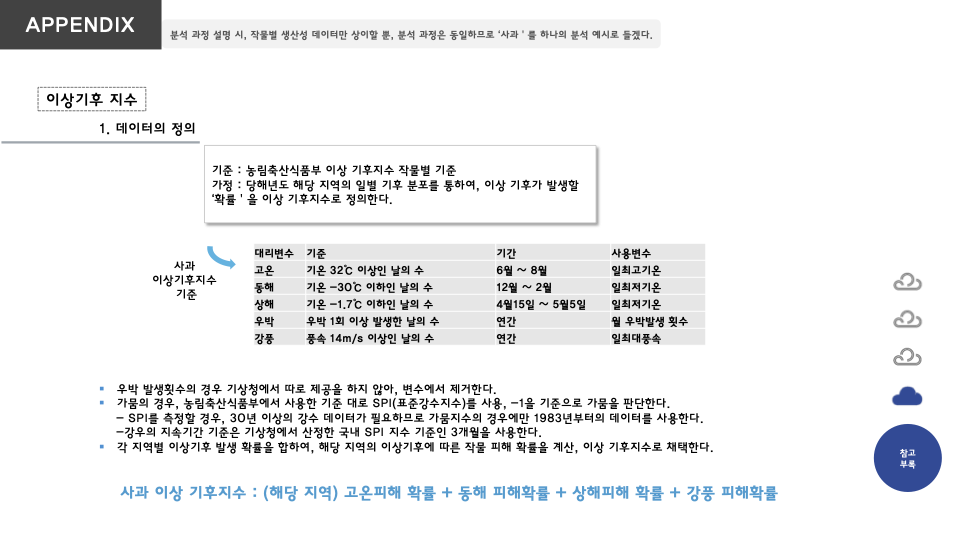 APPENDIX
분석 과정 설명 시, 작물별 생산성 데이터만 상이할 뿐, 분석 과정은 동일하므로 ‘사과 ‘ 를 하나의 분석 예시로 들겠다.
이상기후 지수
1. 데이터의 정의
기준 : 농림축산식품부 이상 기후지수 작물별 기준
가정 : 당해년도 해당 지역의 일별 기후 분포를 통하여, 이상 기후가 발생할
‘확률 ‘ 을 이상 기후지수로 정의한다.
사과
이상기후지수
기준
대리변수 기준 기간 사용변수
고온 기온 32℃ 이상인 날의 수 6월 ~ 8월 일최고기온
동해 기온 -30℃ 이하인 날의 수 12월 ~ 2월 일최저기온
상해 기온 -1.7℃ 이하인 날의 수 4월15일 ~ 5월5일 일최저기온
우박 우박 1회 이상 발생한 날의 수 연간 월 우박발생 횟수
강풍 풍속 14m/s 이상인 날의 수 연간 일최대풍속
▪ 우박 발생횟수의 경우 기상청에서 따로 제공을 하지 않아, 변수에서 제거한다.
▪ 가뭄의 경우, 농림축산식품부에서 사용한 기준 대로 SPI(표준강수지수)를 사용, -1을 기준으로 가뭄을 판단한다.
- SPI를 측정할 경우, 30년 이상의 강수 데이터가 필요하므로 가뭄지수의 경우에만 1983년부터의 데이터를 사용한다.
-강우의 지속기간 기준은 기상청에서 산정한 국내 SPI 지수 기준인 3개월을 사용한다.
▪ 각 지역별 이상기후 발생 확률을 합하여, 해당 지역의 이상기후에 따른 작물 피해 확률을 계산, 이상 기후지수로 채택한다.
사과 이상 기후지수 : (해당 지역) 고온피해 확률 + 동해 피해확률 + 상해피해 확률 + 강풍 피해확률
참고
부록